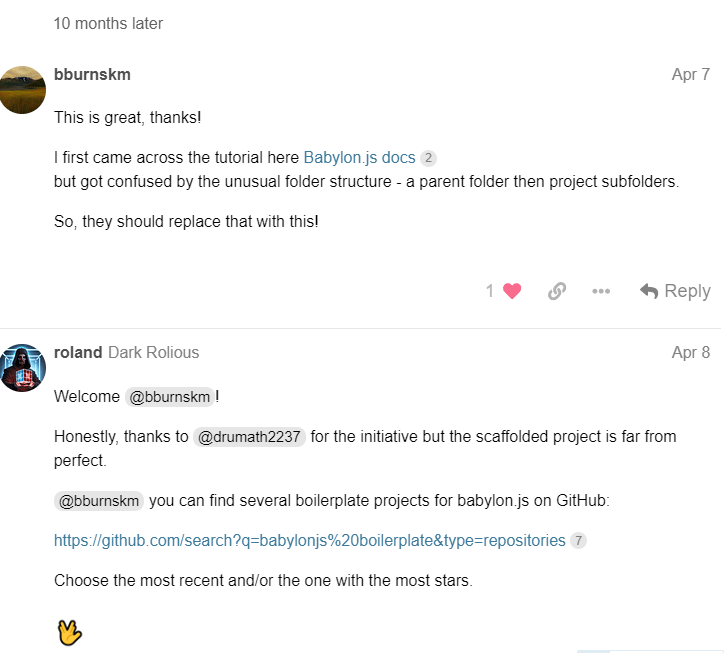 10 months later
bburnskm
Apr 7
This is great, thanks!
I first came across the tutorial here Babylon.js docs 2
but got confused by the unusual folder structure - a parent folder then project subfolders.
So, they should replace that with this!
1
Reply
roland Dark Rolious
Apr 8
Welcome @bburnskm!
Honestly, thanks to @drumath2237 for the initiative but the scaffolded project is far from
perfect.
@bburnskm you can find several boilerplate projects for babylon.js on GitHub:
https://github.com/search?q=babylonjs%20boilerplate&type=repositories 7
Choose the most recent and/or the one with the most stars.